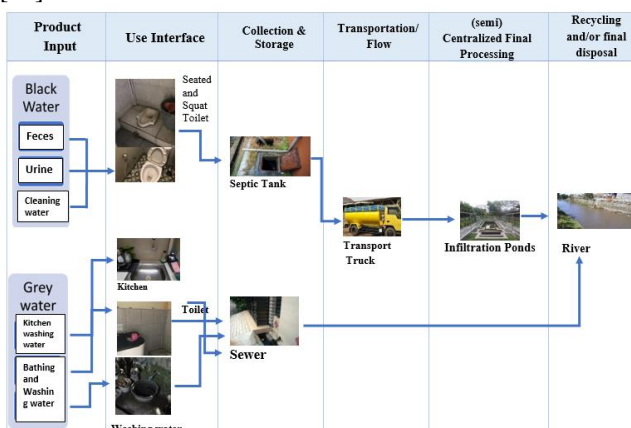 Product
Input
Use Interface
Collection &
Storage
Transportation/
Flow
(semi)
Centralized Final
Processing
Recycling
and/or final
disposal
Black
Water
Feces
Urine
Cleaning
water
Seated
and
Squat
Toilet
Septic Tank
Transport
Truck
Infiltration Ponds
River
Grey
water
Kitchen
washing
water
Bathing
and
Washin
g water
Kitchen
Toilet
Sewer
Washing water